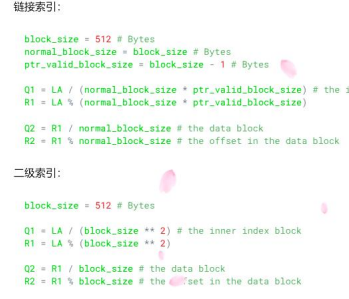 链接索引：
block_size = 512 # Bytes
normal_block_size = block_size # Bytes
ptr_valid_block_size = block_size - 1 # Bytes
Q1 = LA / (normal_block_size * ptr_valid_block_size) # the
R1 = LA % (normal_block_size * ptr_valid_block_size)
Q2 = R1 / normal_block_size # the data block
R2 = R1 % normal_block_size # the offset in the data block
二级索引：
block_size = 512 # Bytes
Q1 = LA / (block_size ** 2) # the inner index block
R1 = LA % (block_size ** 2)
Q2 = R1 / block_size # the data block
R2 = R1 % block_size # the set in the data block